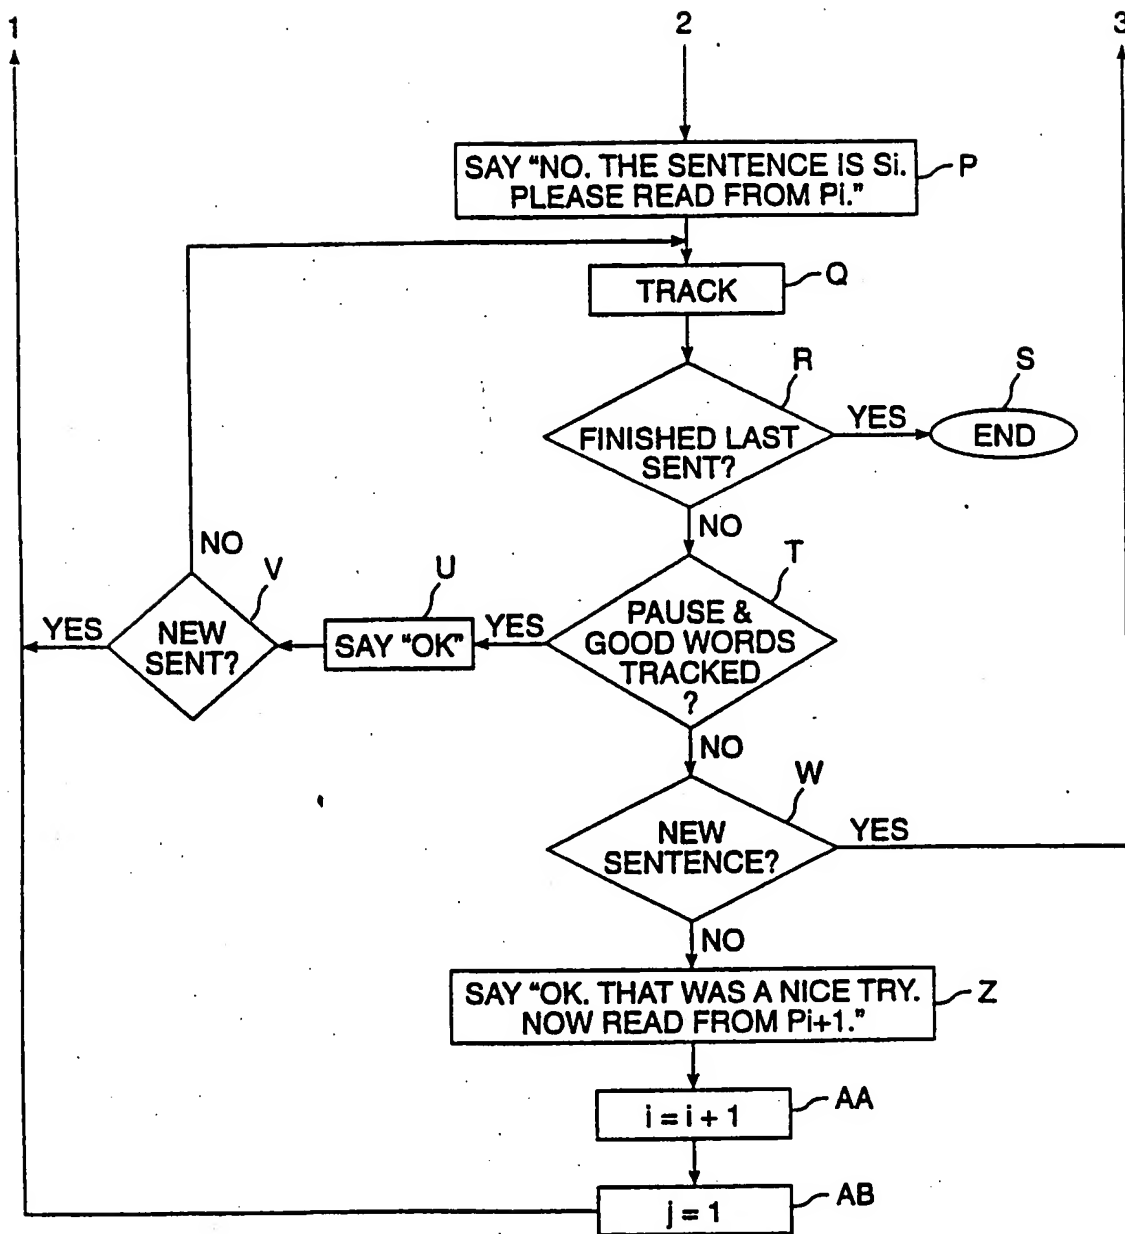 1
2
3
SAY "NO. THE SENTENCE IS Si.
PLEASE READ FROM Pi."
P
TRACK
Q
R
FINISHED LAST
SENT?
YES
S
END
NO
T
PAUSE &
GOOD WORDS
TRACKED
?
YES
U
SAY "OK"
V
NEW
SENT?
NO
YES
NO
W
NEW
SENTENCE?
YES
NO
SAY "OK. THAT WAS A NICE TRY.
NOW READ FROM Pi+1."
Z
i = i + 1
AA
j = 1
AB